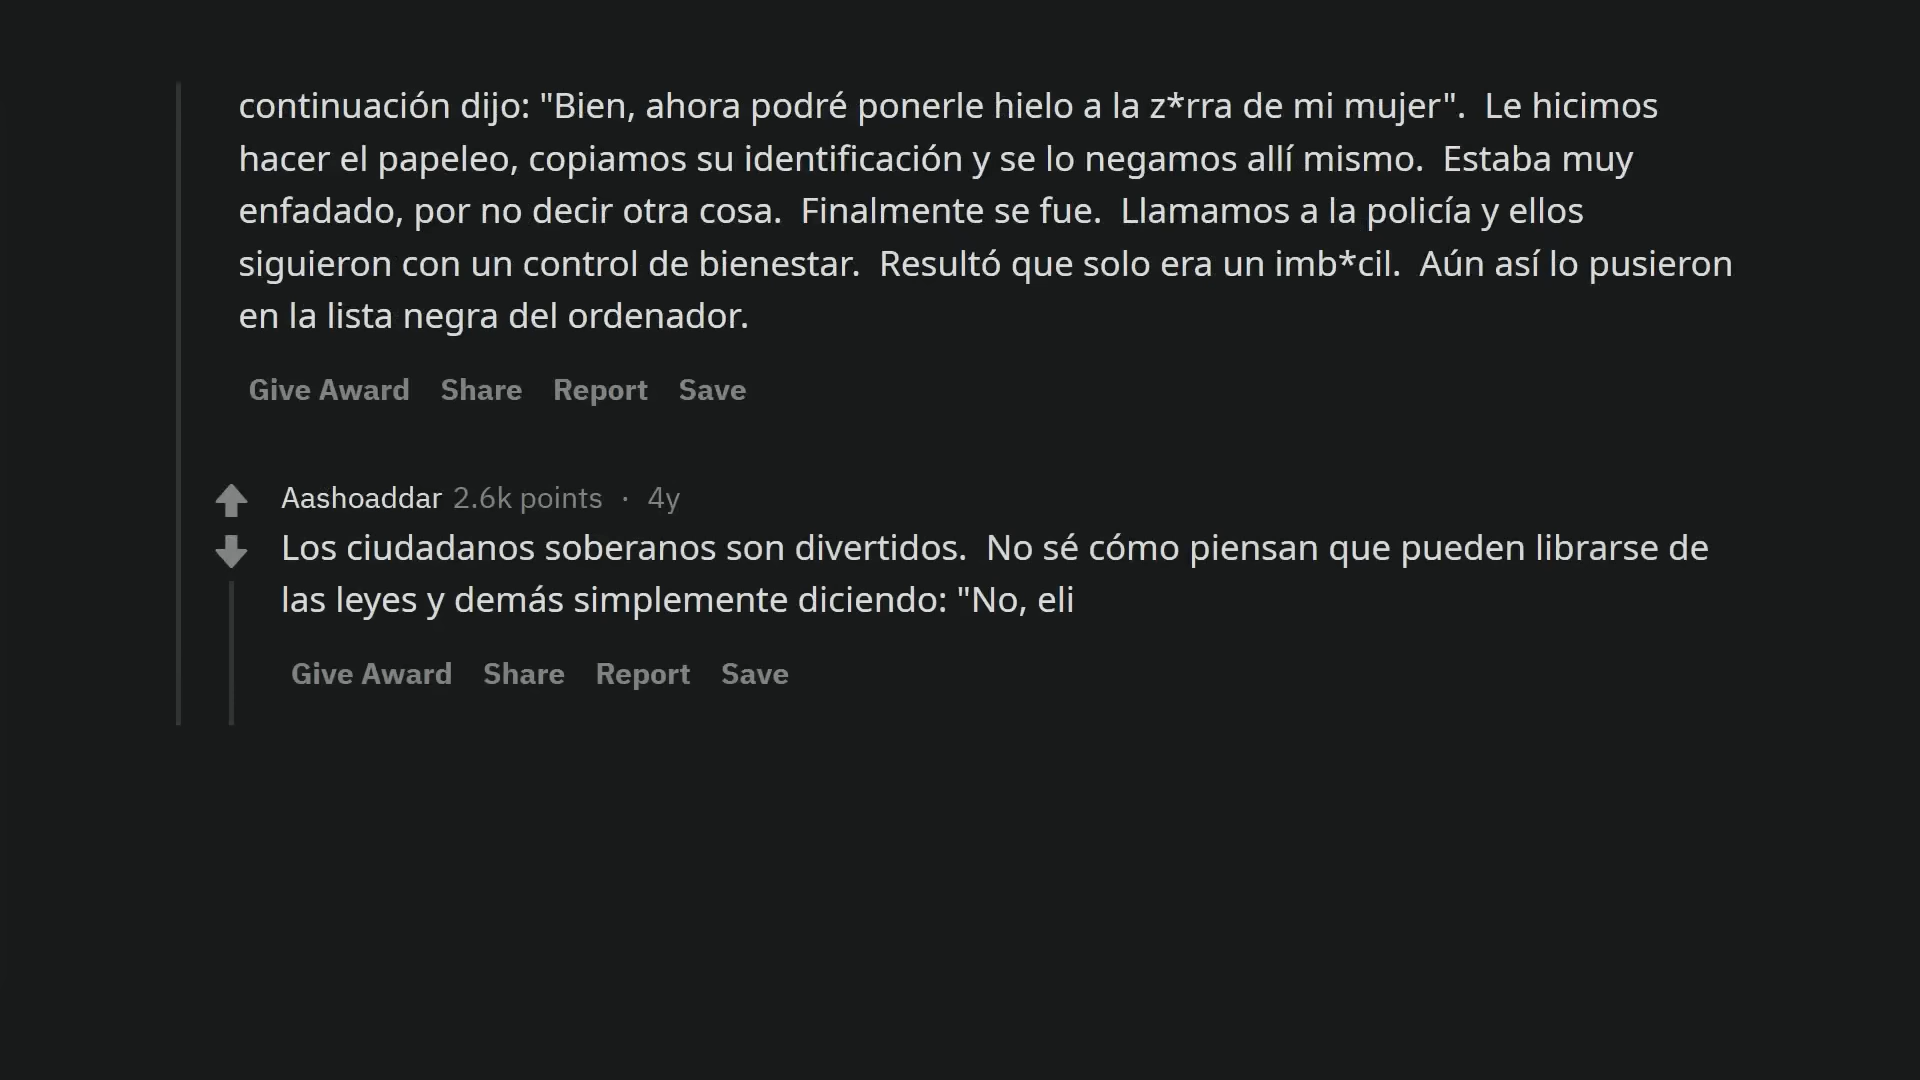 continuación dijo: "Bien, ahora podré ponerle hielo a la z*rra de mi mujer".  Le hicimos
hacer el papeleo, copiamos su identificación y se lo negamos allí mismo.  Estaba muy
enfadado, por no decir otra cosa.  Finalmente se fue.  Llamamos a la policía y ellos
siguieron con un control de bienestar.  Resultó que solo era un imb*cil.  Aún así lo pusieron
en la lista negra del ordenador.
Give Award Share Report Save
Aashoaddar 2.6k points · 4y
Los ciudadanos soberanos son divertidos.  No sé cómo piensan que pueden librarse de
las leyes y demás simplemente diciendo: "No, eli
Give Award Share Report Save